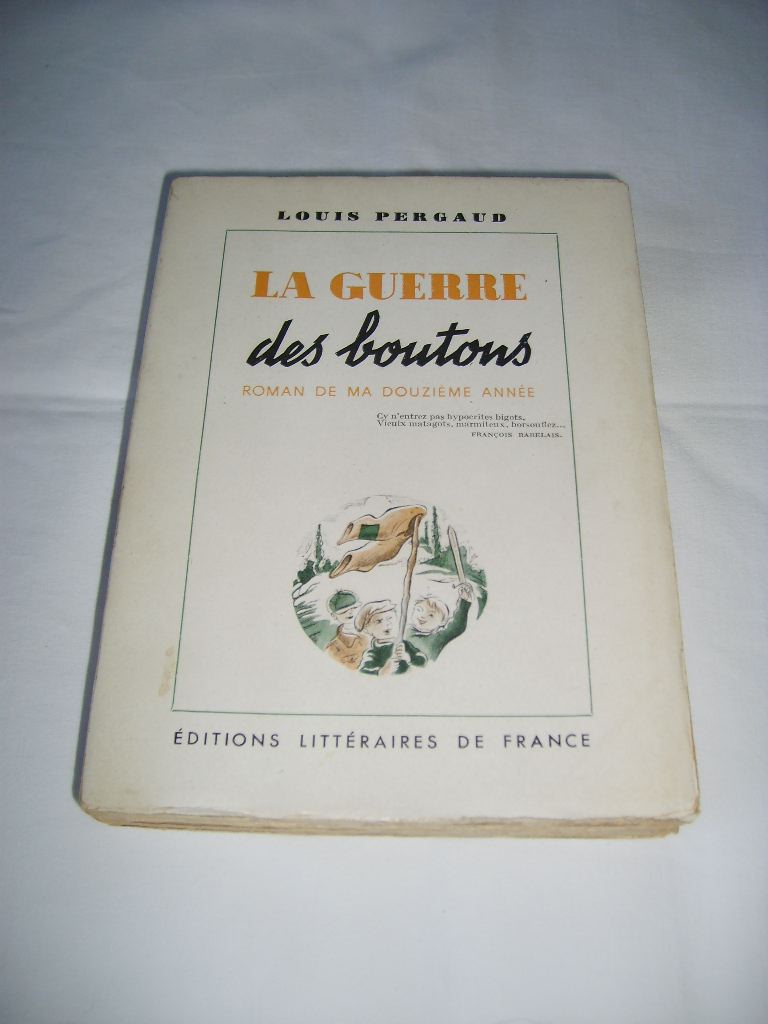 LOUIS PERGAUD
LA GUERRE
des boutons
ROMAN DE MA DOUZIÈME ANNÉE
Cy n'entrez pas hypocrites bigots,
Vieulx matagots, marmiteux, borsouflez...
FRANÇOIS RABELAIS.
ÉDITIONS LITTÉRAIRES DE FRANCE